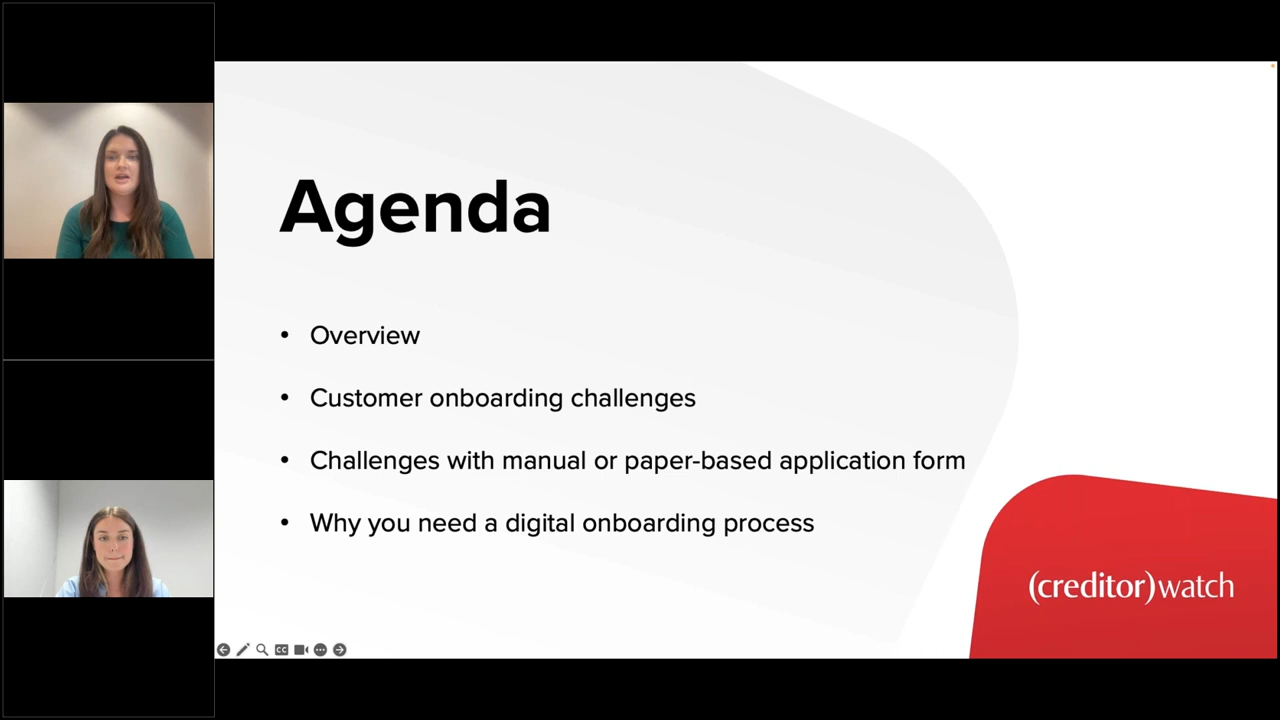 Agenda
• Overview
• Customer onboarding challenges
• Challenges with manual or paper-based application form
• Why you need a digital onboarding process
(creditor)watch
CC